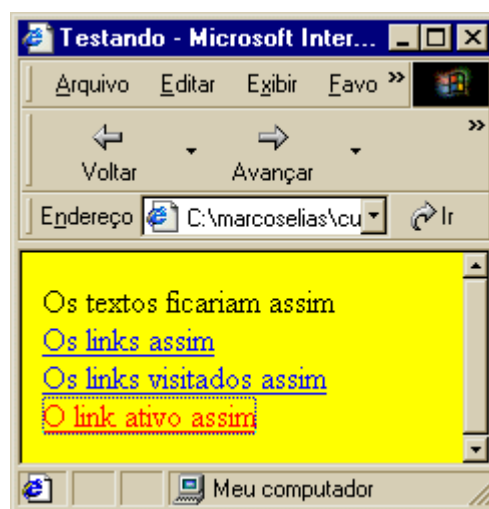 Testando - Microsoft Inter...
Arquivo Editar Exibir Favo »
»
Voltar Avançar
Endereço C:\marcoselias\cu Ir
Os textos ficariam assim
Os links assim
Os links visitados assim
O link ativo assim
Meu computador